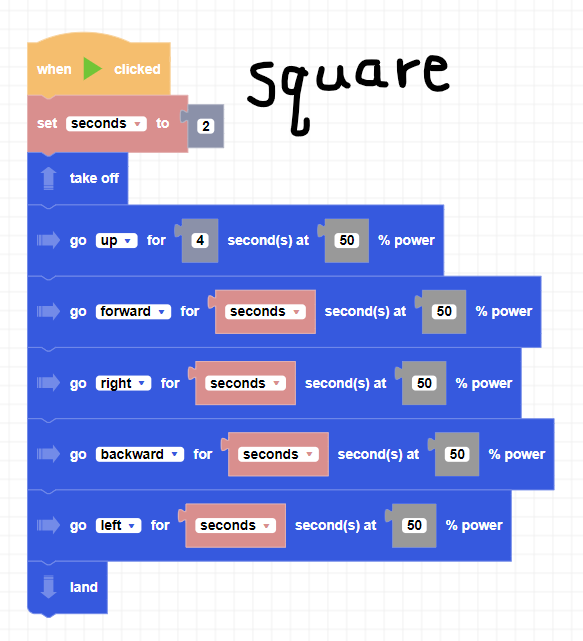 square
when clicked
set seconds to 2
take off
go up for 4 second(s) at 50 % power
go forward for seconds second(s) at 50 % power
go right for seconds second(s) at 50 % power
go backward for seconds second(s) at 50 % power
go left for seconds second(s) at 50 % power
land